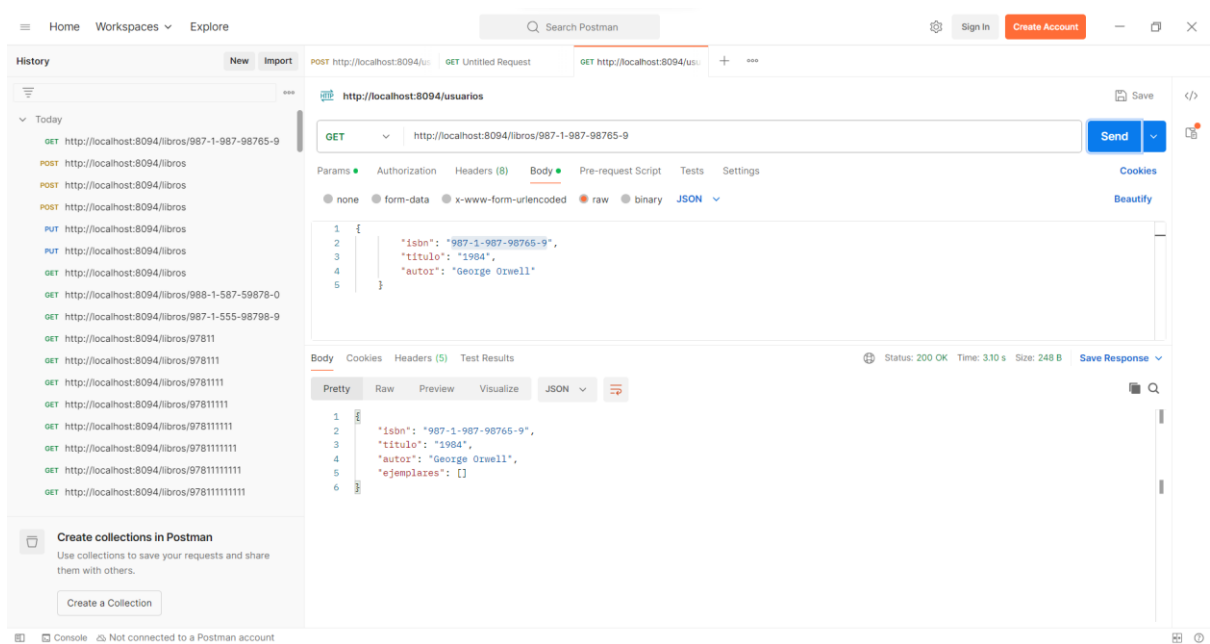 Home Workspaces Explore Search Postman Sign In Create Account
History New Import POST http://localhost:8094/us GET Untitled Request GET http://localhost:8094/usu
http://localhost:8094/usuarios Save
Today
GET http://localhost:8094/libros/987-1-987-98765-9
POST http://localhost:8094/libros
POST http://localhost:8094/libros
POST http://localhost:8094/libros
PUT http://localhost:8094/libros
PUT http://localhost:8094/libros
GET http://localhost:8094/libros
GET http://localhost:8094/libros/988-1-587-59878-0
GET http://localhost:8094/libros/987-1-555-98798-9
GET http://localhost:8094/libros/97811
GET http://localhost:8094/libros/978111
GET http://localhost:8094/libros/9781111
GET http://localhost:8094/libros/97811111
GET http://localhost:8094/libros/978111111
GET http://localhost:8094/libros/9781111111
GET http://localhost:8094/libros/97811111111
GET http://localhost:8094/libros/978111111111
Create collections in Postman
Use collections to save your requests and share
them with others.
Create a Collection
GET http://localhost:8094/libros/987-1-987-98765-9 Send
Params Authorization Headers (8) Body Pre-request Script Tests Settings Cookies
none form-data x-www-form-urlencoded raw binary JSON Beautify
1 {
2 "isbn": "987-1-987-98765-9",
3 "titulo": "1984",
4 "autor": "George Orwell"
5 }
Body Cookies Headers (5) Test Results Status: 200 OK Time: 3.10 s Size: 248 B Save Response
Pretty Raw Preview Visualize JSON
1 {
2 "isbn": "987-1-987-98765-9",
3 "titulo": "1984",
4 "autor": "George Orwell",
5 "ejemplares": []
6 }
Console Not connected to a Postman account